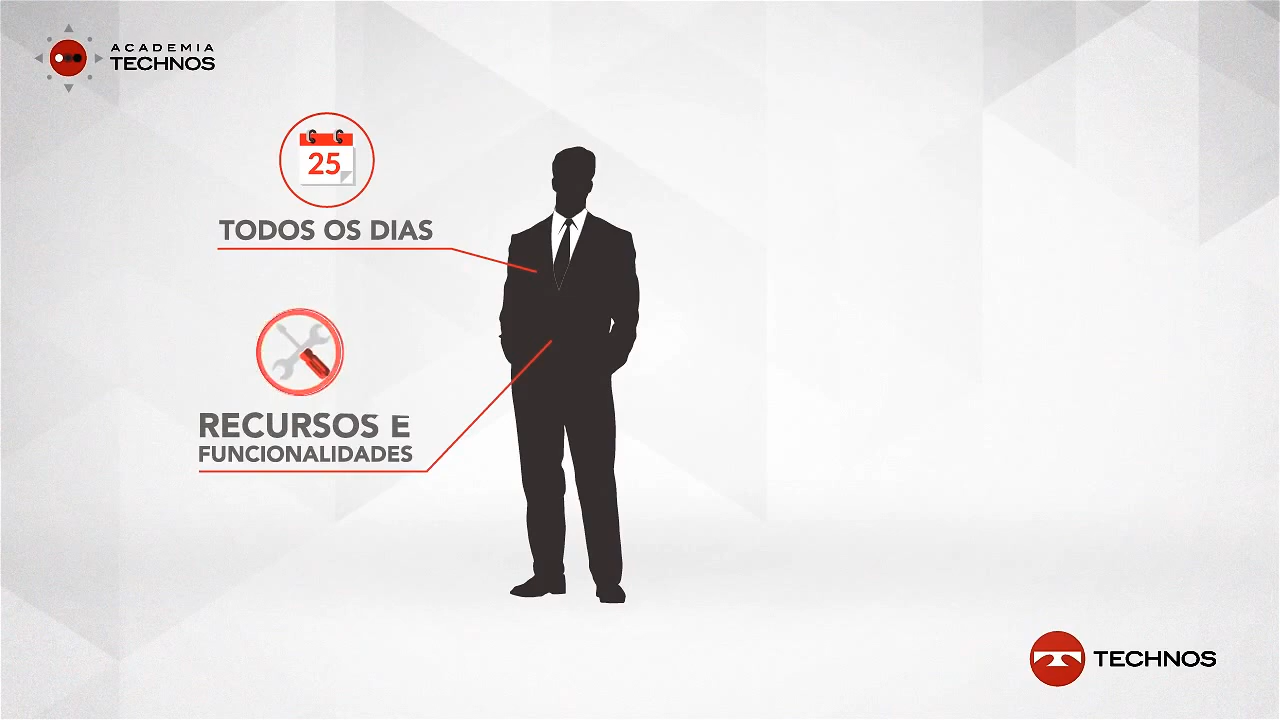 ACADEMIA
TECHNOS
25
TODOS OS DIAS
RECURSOS E
FUNCIONALIDADES
TECHNOS